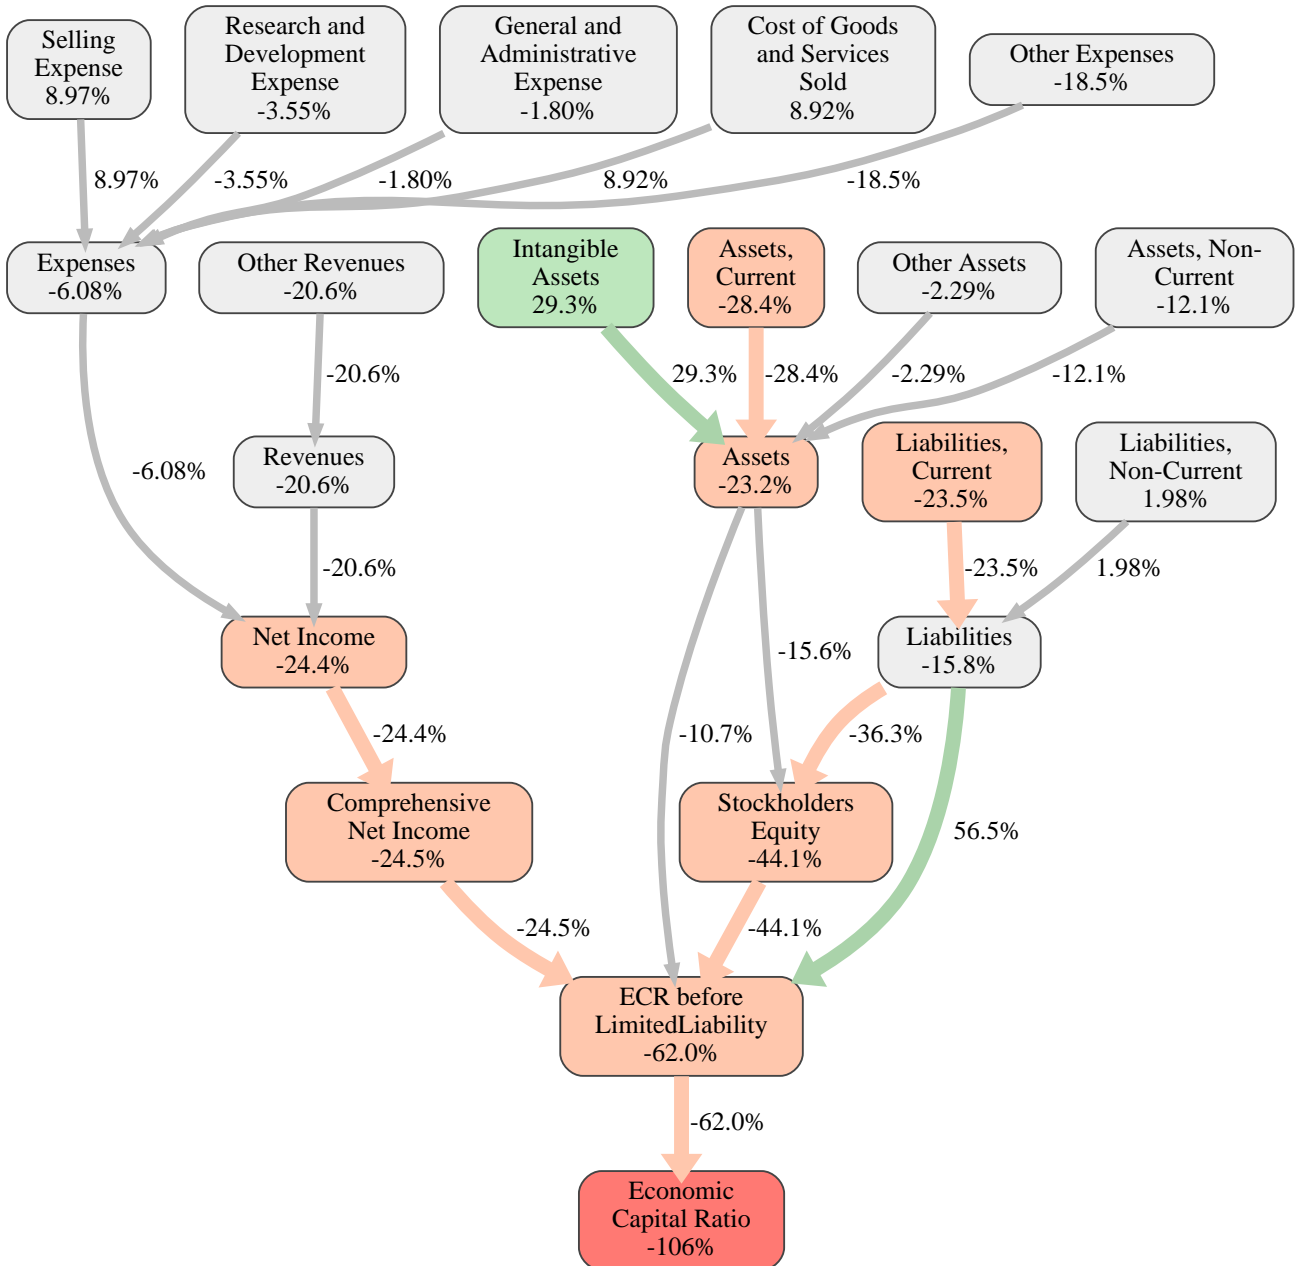 Selling
Expense
8.97%
Research and
Development
Expense
-3.55%
General and
Administrative
Expense
-1.80%
Cost of Goods
and Services
Sold
8.92%
Other Expenses
-18.5%
8.97%
-3.55%
-1.80%
8.92%
-18.5%
Expenses
-6.08%
Other Revenues
-20.6%
Intangible
Assets
29.3%
Assets,
Current
-28.4%
Other Assets
-2.29%
Assets, Non-
Current
-12.1%
-20.6%
29.3%
-28.4%
-2.29%
-12.1%
-6.08%
Revenues
-20.6%
Assets
-23.2%
Liabilities,
Current
-23.5%
Liabilities,
Non-Current
1.98%
-20.6%
-23.5%
1.98%
Net Income
-24.4%
-15.6%
Liabilities
-15.8%
-24.4%
-10.7%
-36.3%
Comprehensive
Net Income
-24.5%
Stockholders
Equity
-44.1%
56.5%
-24.5%
-44.1%
ECR before
LimitedLiability
-62.0%
-62.0%
Economic
Capital Ratio
-106%